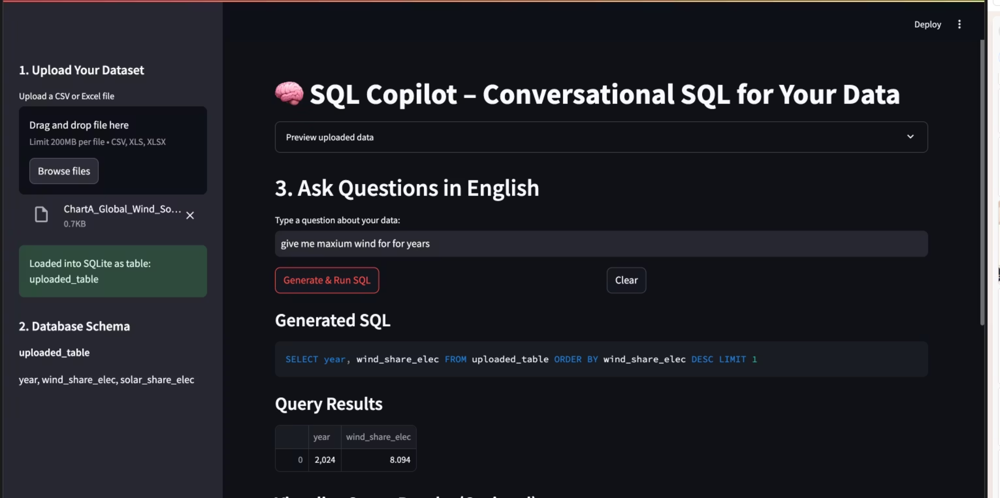 Deploy
1. Upload Your Dataset
Upload a CSV or Excel file
Drag and drop file here
Limit 200MB per file • CSV, XLS, XLSX
Browse files
ChartA_Global_Wind_So...
0.7KB
Loaded into SQLite as table:
uploaded_table
2. Database Schema
uploaded_table
year, wind_share_elec, solar_share_elec
SQL Copilot – Conversational SQL for Your Data
Preview uploaded data
3. Ask Questions in English
Type a question about your data:
give me maxium wind for for years
Generate & Run SQL
Clear
Generated SQL
SELECT year, wind_share_elec FROM uploaded_table ORDER BY wind_share_elec DESC LIMIT 1
Query Results
year wind_share_elec
0 2,024 8.094